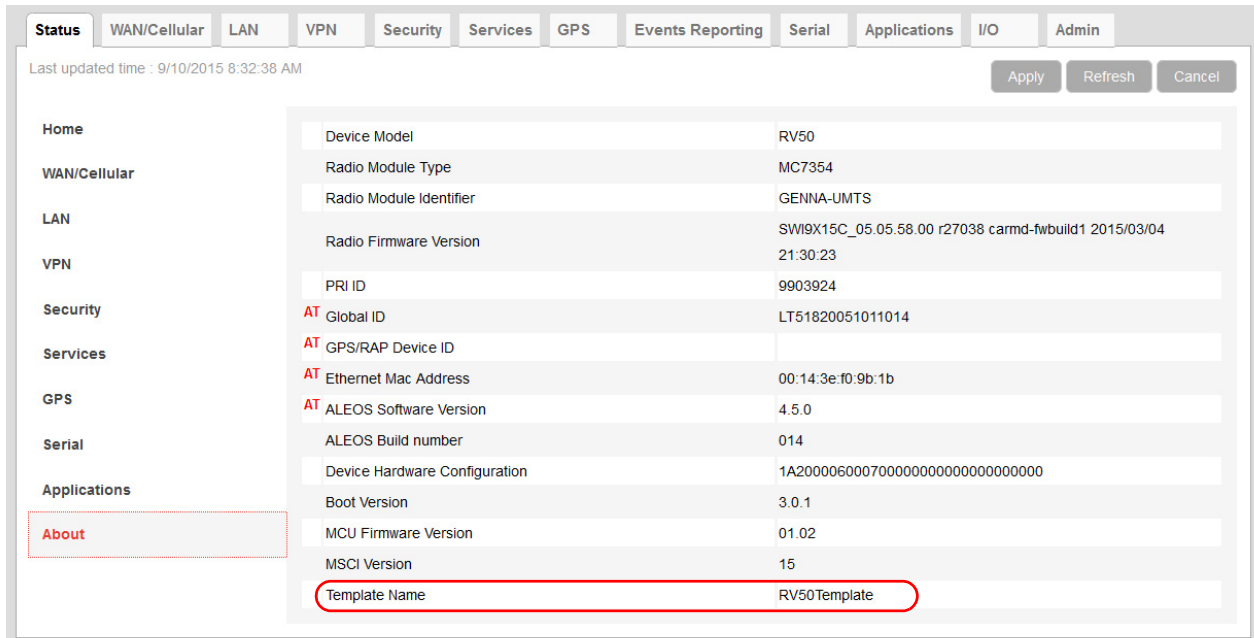 Status WAN/Cellular LAN VPN Security Services GPS Events Reporting Serial Applications I/O Admin
Last updated time : 9/10/2015 8:32:38 AM
Apply Refresh Cancel
Home
WAN/Cellular
LAN
VPN
Security
Services
GPS
Serial
Applications
About
Device Model RV50
Radio Module Type MC7354
Radio Module Identifier GENNA-UMTS
Radio Firmware Version SWI9X15C_05.05.58.00 r27038 carmd-fwbuild1 2015/03/04
21:30:23
PRI ID 9903924
AT Global ID LT51820051011014
AT GPS/RAP Device ID
AT Ethernet Mac Address 00:14:3e:f0:9b:1b
AT ALEOS Software Version 4.5.0
ALEOS Build number 014
Device Hardware Configuration 1A200006000700000000000000000000
Boot Version 3.0.1
MCU Firmware Version 01.02
MSCI Version 15
Template Name RV50Template